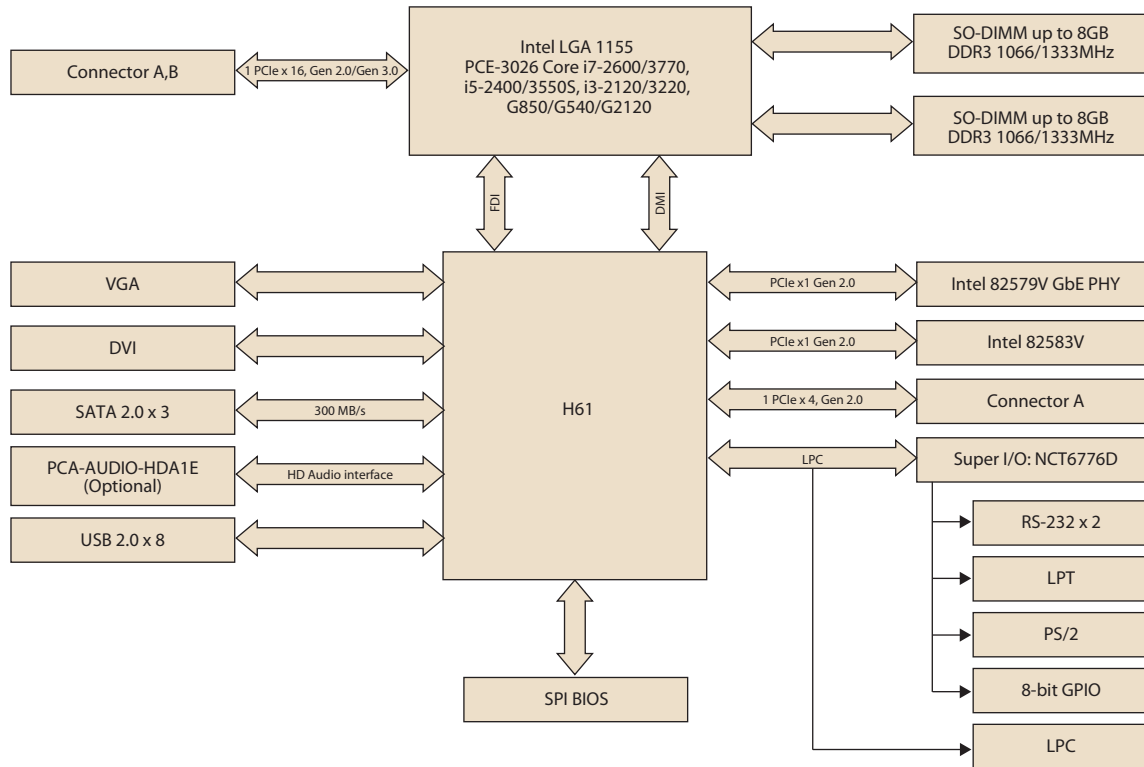 Intel LGA 1155
PCE-3026 Core i7-2600/3770,
i5-2400/3550S, i3-2120/3220,
G850/G540/G2120
Connector A,B
1 PCIe x 16, Gen 2.0/Gen 3.0
SO-DIMM up to 8GB
DDR3 1066/1333MHz
SO-DIMM up to 8GB
DDR3 1066/1333MHz
FDI
DMI
VGA
DVI
SATA 2.0 x 3
300 MB/s
PCA-AUDIO-HDA1E
(Optional)
HD Audio interface
USB 2.0 x 8
H61
PCIe x1 Gen 2.0
Intel 82579V GbE PHY
PCIe x1 Gen 2.0
Intel 82583V
1 PCIe x 4, Gen 2.0
Connector A
LPC
Super I/O: NCT6776D
RS-232 x 2
LPT
PS/2
8-bit GPIO
LPC
SPI BIOS